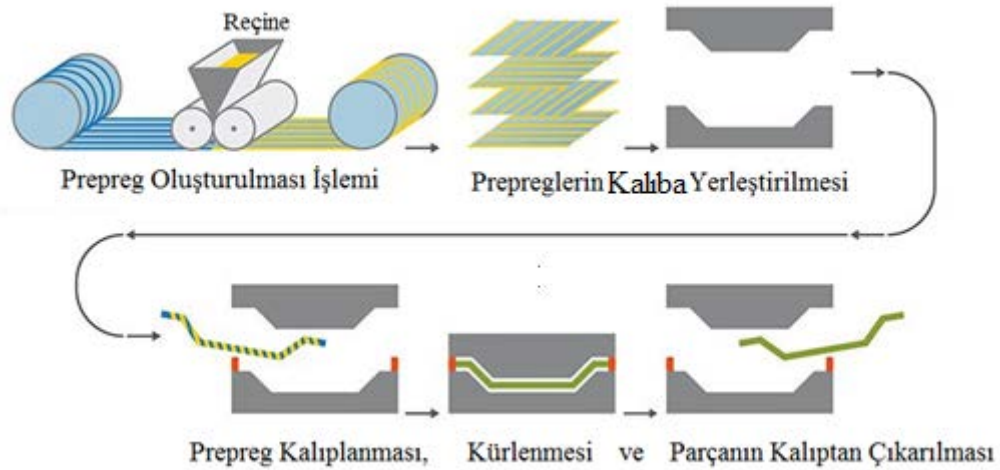 Reçine
Prepreg Oluşturulması İşlemi
Prepreglerin Kalıba Yerleştirilmesi
Prepreg Kalıplanması, Kürlenmesi ve Parçanın Kalıptan Çıkarılması